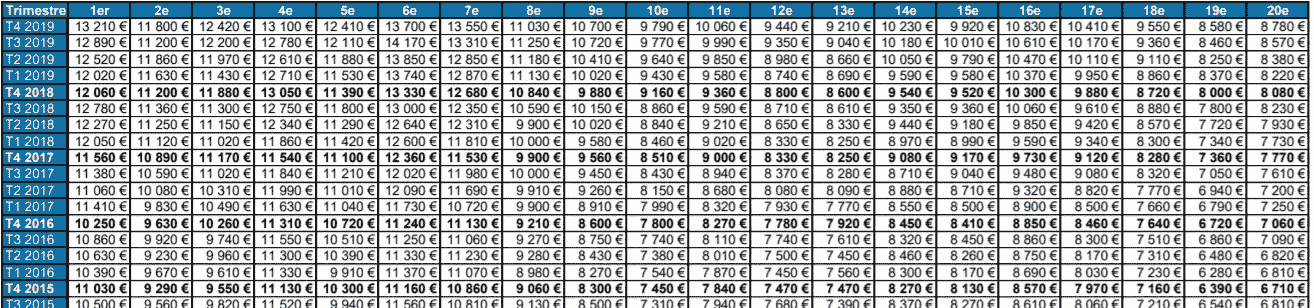 Trimestre 1er 2e 3e 4e 5e 6e 7e 8e 9e 10e 11e 12e 13e 14e 15e 16e 17e 18e 19e 20e
T4 2019 13 210 € 11 800 € 12 420 € 13 100 € 12 410 € 13 700 € 13 550 € 11 030 € 10 700 € 9 790 € 10 060 € 9 440 € 9 210 € 10 230 € 9 920 € 10 830 € 10 410 € 9 550 € 8 580 € 8 780 €
T3 2019 12 890 € 11 200 € 12 200 € 12 780 € 12 110 € 14 170 € 13 310 € 11 250 € 10 720 € 9 770 € 9 990 € 9 350 € 9 040 € 10 180 € 10 010 € 10 610 € 10 170 € 9 360 € 8 460 € 8 570 €
T2 2019 12 520 € 11 860 € 11 970 € 12 610 € 11 880 € 13 850 € 12 850 € 11 180 € 10 410 € 9 640 € 9 850 € 8 980 € 8 660 € 10 050 € 9 790 € 10 470 € 10 110 € 9 110 € 8 250 € 8 380 €
T1 2019 12 020 € 11 630 € 11 430 € 12 710 € 11 530 € 13 740 € 12 870 € 11 130 € 10 020 € 9 430 € 9 580 € 8 740 € 8 690 € 9 590 € 9 580 € 10 370 € 9 950 € 8 860 € 8 370 € 8 220 €
T4 2018 12 060 € 11 200 € 11 880 € 13 050 € 11 390 € 13 330 € 12 680 € 10 840 € 9 880 € 9 160 € 9 360 € 8 800 € 8 600 € 9 540 € 9 520 € 10 300 € 9 880 € 8 720 € 8 000 € 8 080 €
T3 2018 12 780 € 11 360 € 11 300 € 12 750 € 11 800 € 13 000 € 12 350 € 10 590 € 10 150 € 8 860 € 9 590 € 8 710 € 8 610 € 9 350 € 9 360 € 10 060 € 9 610 € 8 880 € 7 800 € 8 230 €
T2 2018 12 270 € 11 250 € 11 150 € 12 340 € 11 290 € 12 640 € 12 310 € 9 900 € 10 020 € 8 840 € 9 210 € 8 650 € 8 330 € 9 440 € 9 180 € 9 850 € 9 420 € 8 570 € 7 720 € 7 930 €
T1 2018 12 050 € 11 120 € 11 020 € 11 860 € 11 420 € 12 600 € 11 810 € 10 000 € 9 580 € 8 460 € 9 020 € 8 330 € 8 250 € 8 970 € 8 990 € 9 590 € 9 340 € 8 300 € 7 340 € 7 730 €
T4 2017 11 560 € 10 890 € 11 170 € 11 540 € 11 100 € 12 360 € 11 530 € 9 900 € 9 560 € 8 510 € 9 000 € 8 330 € 8 250 € 9 080 € 9 170 € 9 730 € 9 120 € 8 280 € 7 360 € 7 770 €
T3 2017 11 380 € 10 590 € 11 020 € 11 840 € 11 210 € 12 020 € 11 980 € 10 000 € 9 450 € 8 430 € 8 940 € 8 370 € 8 280 € 8 710 € 9 040 € 9 480 € 9 080 € 8 320 € 7 050 € 7 610 €
T2 2017 11 060 € 10 080 € 10 310 € 11 990 € 11 010 € 12 090 € 11 690 € 9 910 € 9 260 € 8 150 € 8 680 € 8 080 € 8 090 € 8 880 € 8 710 € 9 320 € 8 820 € 7 770 € 6 940 € 7 200 €
T1 2017 11 410 € 9 830 € 10 490 € 11 630 € 11 040 € 11 730 € 10 720 € 9 900 € 8 910 € 7 990 € 8 320 € 7 930 € 7 770 € 8 550 € 8 500 € 8 900 € 8 500 € 7 660 € 6 790 € 7 250 €
T4 2016 10 250 € 9 630 € 10 260 € 11 310 € 10 720 € 11 240 € 11 130 € 9 210 € 8 600 € 7 800 € 8 270 € 7 780 € 7 920 € 8 450 € 8 410 € 8 850 € 8 460 € 7 640 € 6 720 € 7 060 €
T3 2016 10 860 € 9 920 € 9 740 € 11 550 € 10 510 € 11 250 € 11 060 € 9 270 € 8 750 € 7 740 € 8 110 € 7 740 € 7 610 € 8 320 € 8 450 € 8 860 € 8 300 € 7 510 € 6 860 € 7 090 €
T2 2016 10 630 € 9 230 € 9 960 € 11 300 € 10 390 € 11 330 € 11 230 € 9 280 € 8 430 € 7 380 € 8 010 € 7 500 € 7 450 € 8 460 € 8 260 € 8 750 € 8 170 € 7 310 € 6 480 € 6 820 €
T1 2016 10 390 € 9 670 € 9 610 € 11 330 € 9 910 € 11 370 € 11 070 € 8 980 € 8 270 € 7 540 € 7 870 € 7 450 € 7 560 € 8 300 € 8 170 € 8 690 € 8 030 € 7 230 € 6 280 € 6 810 €
T4 2015 11 030 € 9 290 € 9 550 € 11 130 € 10 300 € 11 160 € 10 860 € 9 060 € 8 300 € 7 450 € 7 840 € 7 470 € 7 470 € 8 270 € 8 130 € 8 570 € 7 970 € 7 160 € 6 390 € 6 710 €
T3 2015 10 500 € 9 560 € 9 820 € 11 520 € 9 940 € 11 560 € 10 810 € 9 130 € 8 500 € 7 310 € 7 940 € 7 680 € 7 390 € 8 370 € 8 270 € 8 610 € 8 060 € 7 210 € 6 540 € 6 810 €